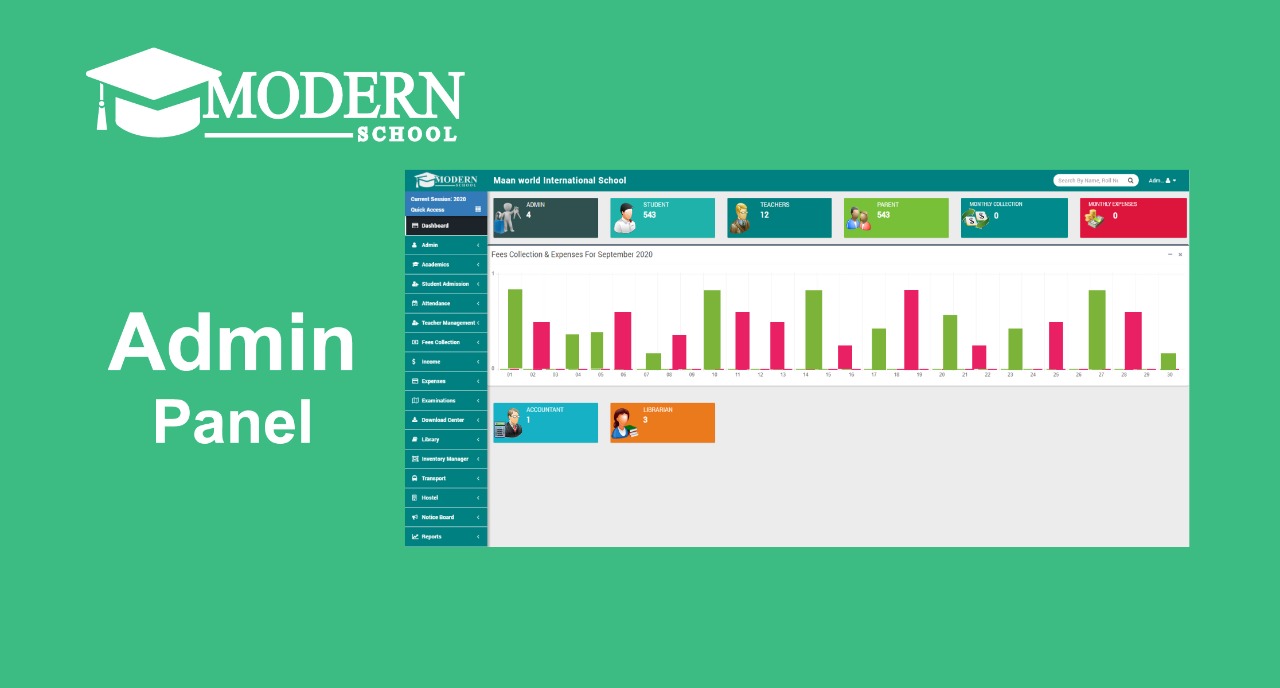 MODERN
SCHOOL
Admin
Panel
MODERN
SCHOOL
Maan world International School
Search By Name, Roll N..
Adm..
Current Session: 2020
Quick Access
Dashboard
Admin
Academics
Student Admission
Attendance
Teacher Management
Fees Collection
Income
Expenses
Examinations
Download Center
Library
Inventory Manager
Transport
Hostel
Notice Board
Reports
ADMIN
4
STUDENT
543
TEACHERS
12
PARENT
543
MONTHLY COLLECTION
0
MONTHLY EXPENSES
0
Fees Collection & Expenses For September 2020
1
0
01 02 03 04 05 06 07 08 09 10 11 12 13 14 15 16 17 18 19 20 21 22 23 24 25 26 27 28 29 30
ACCOUNTANT
1
LIBRARIAN
3